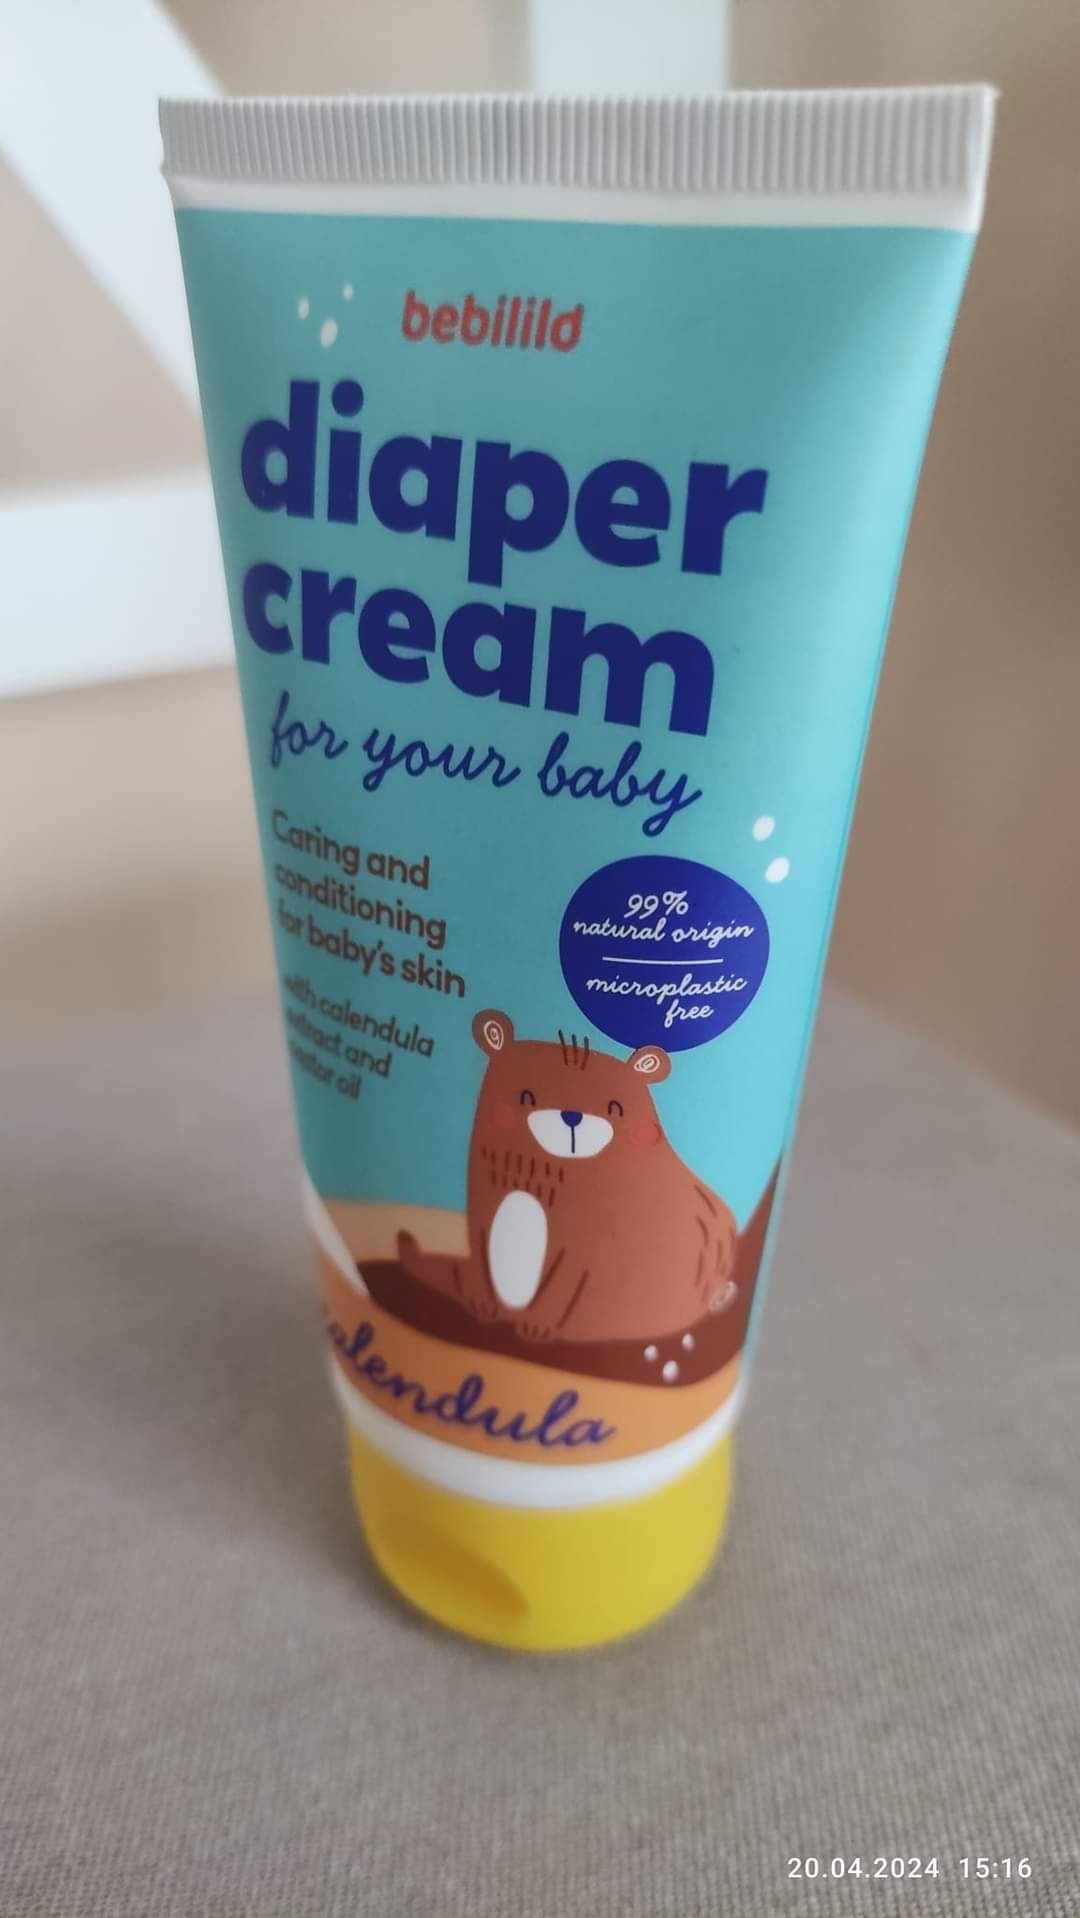 bebilild
diaper
cream
for your baby
Caring and
conditioning
for baby's skin
with calendula
extract and
castor oil
99%
natural origin
microplastic
free
Calendula
20.04.2024 15:16